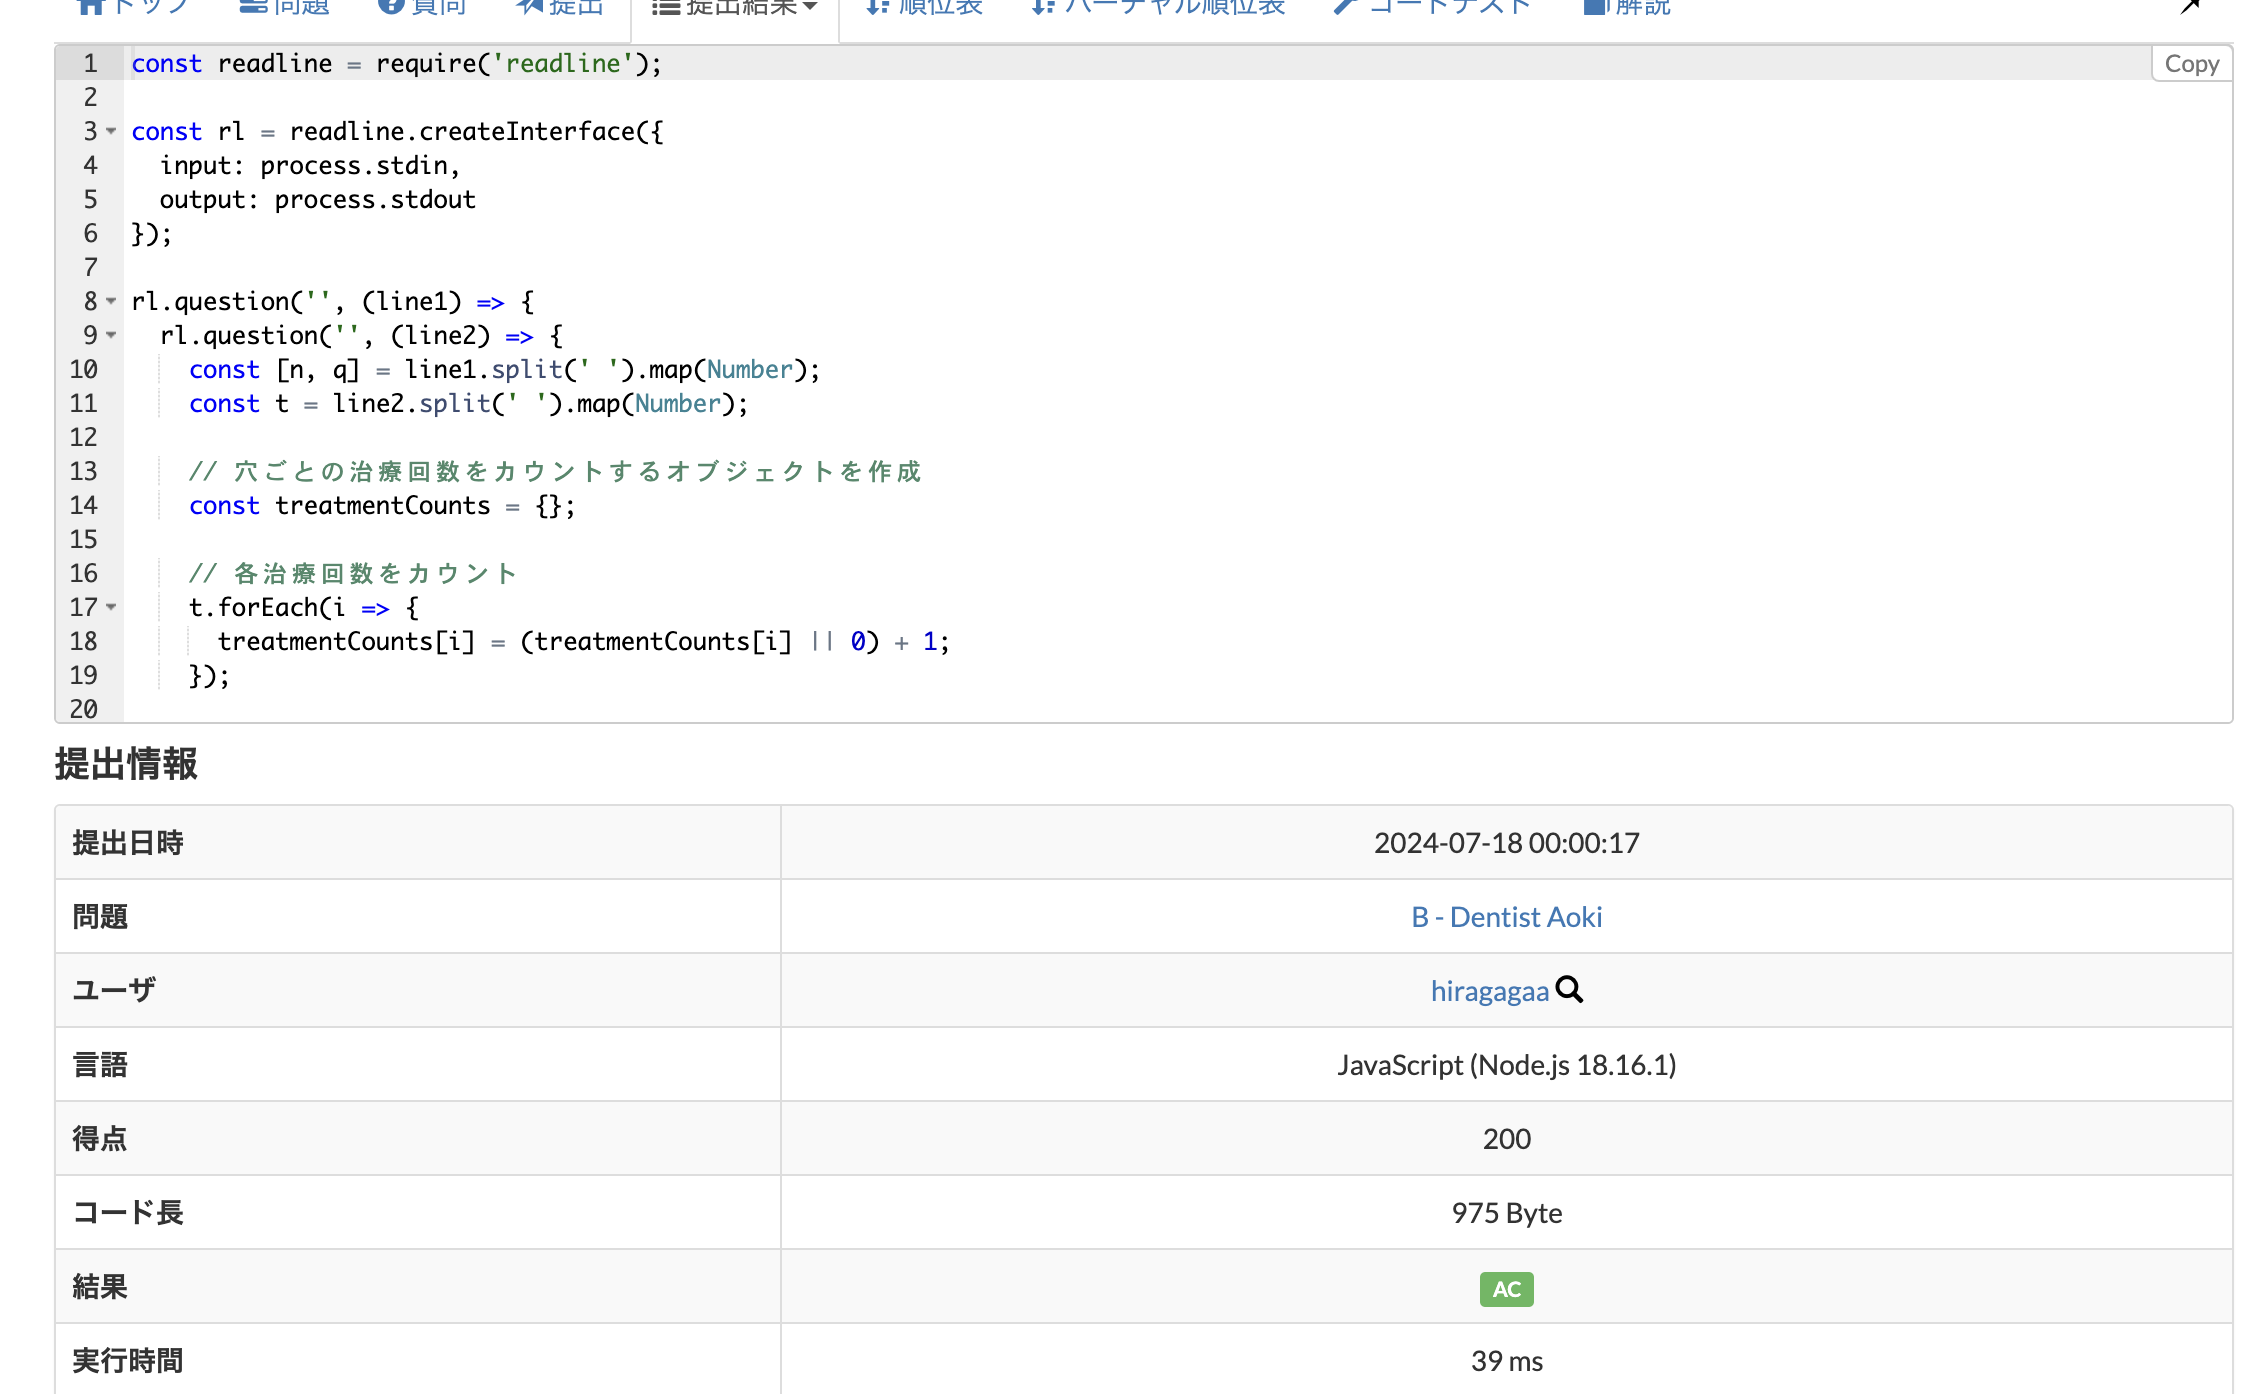 トップ 問題 質問 提出 提出結果 順位表 バーチャル順位表 コードテスト 解説
1 const readline = require('readline');
Copy
2
3 const rl = readline.createInterface({
4 input: process.stdin,
5 output: process.stdout
6 });
7
8 rl.question('', (line1) => {
9 rl.question('', (line2) => {
10 const [n, q] = line1.split(' ').map(Number);
11 const t = line2.split(' ').map(Number);
12
13 // 穴ごとの治療回数をカウントするオブジェクトを作成
14 const treatmentCounts = {};
15
16 // 各治療回数をカウント
17 t.forEach(i => {
18 treatmentCounts[i] = (treatmentCounts[i] || 0) + 1;
19 });
20
提出情報
提出日時 2024-07-18 00:00:17
問題 B - Dentist Aoki
ユーザ hiragagaa
言語 JavaScript (Node.js 18.16.1)
得点 200
コード長 975 Byte
結果 AC
実行時間 39 ms